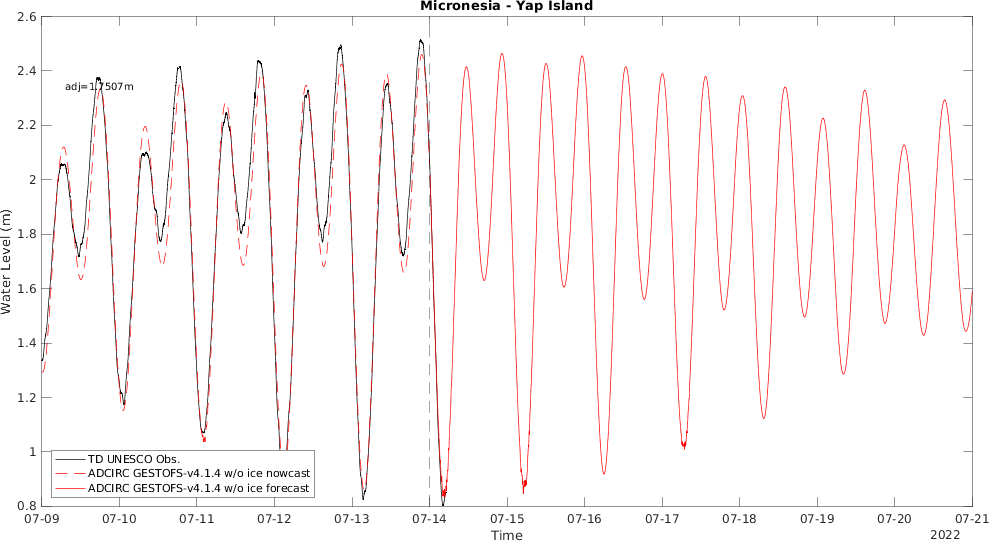 Micronesia - Yap Island
2.6
2.4
adj=1.7507m
2.2
2
1.8
Water Level (m)
1.6
1.4
1.2
1
0.8
TD UNESCO Obs.
ADCIRC GESTOFS-v4.1.4 w/o ice nowcast
ADCIRC GESTOFS-v4.1.4 w/o ice forecast
07-09 07-10 07-11 07-12 07-13 07-14 07-15 07-16 07-17 07-18 07-19 07-20 07-21
Time
2022